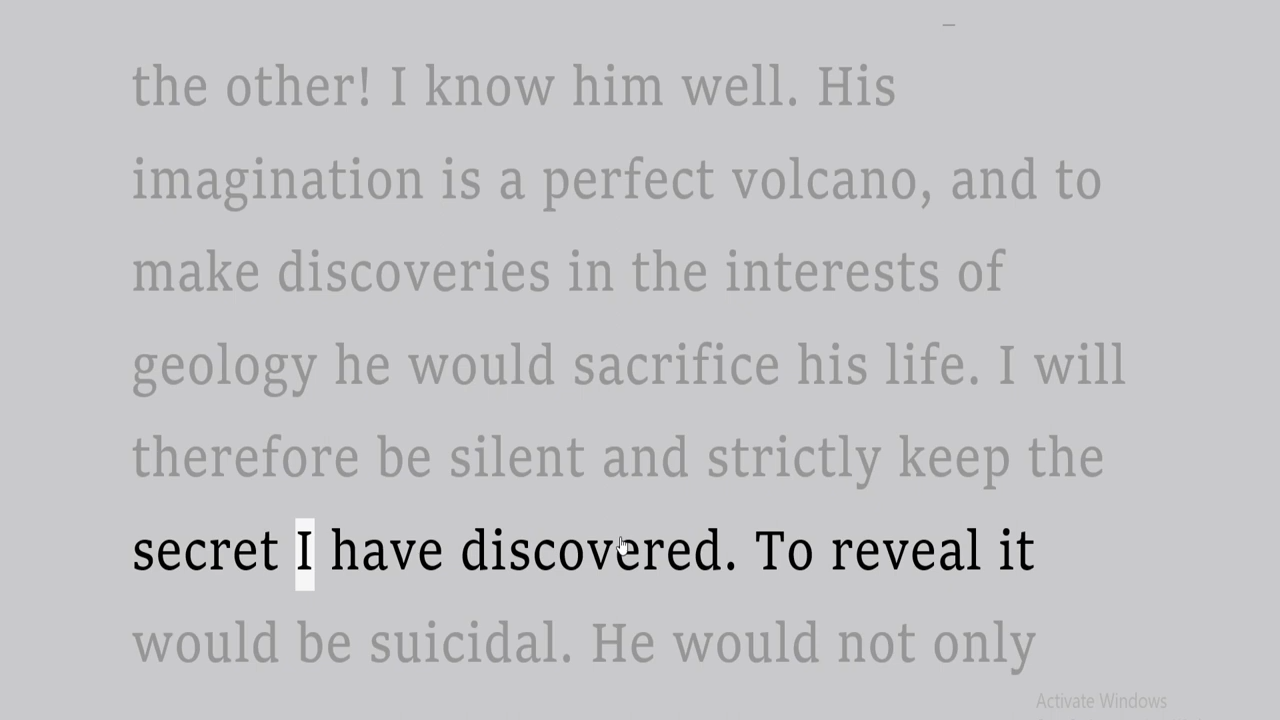 the other! I know him well. His
imagination is a perfect volcano, and to
make discoveries in the interests of
geology he would sacrifice his life. I will
therefore be silent and strictly keep the
secret I have discovered. To reveal it
would be suicidal. He would not only
Activate Windows